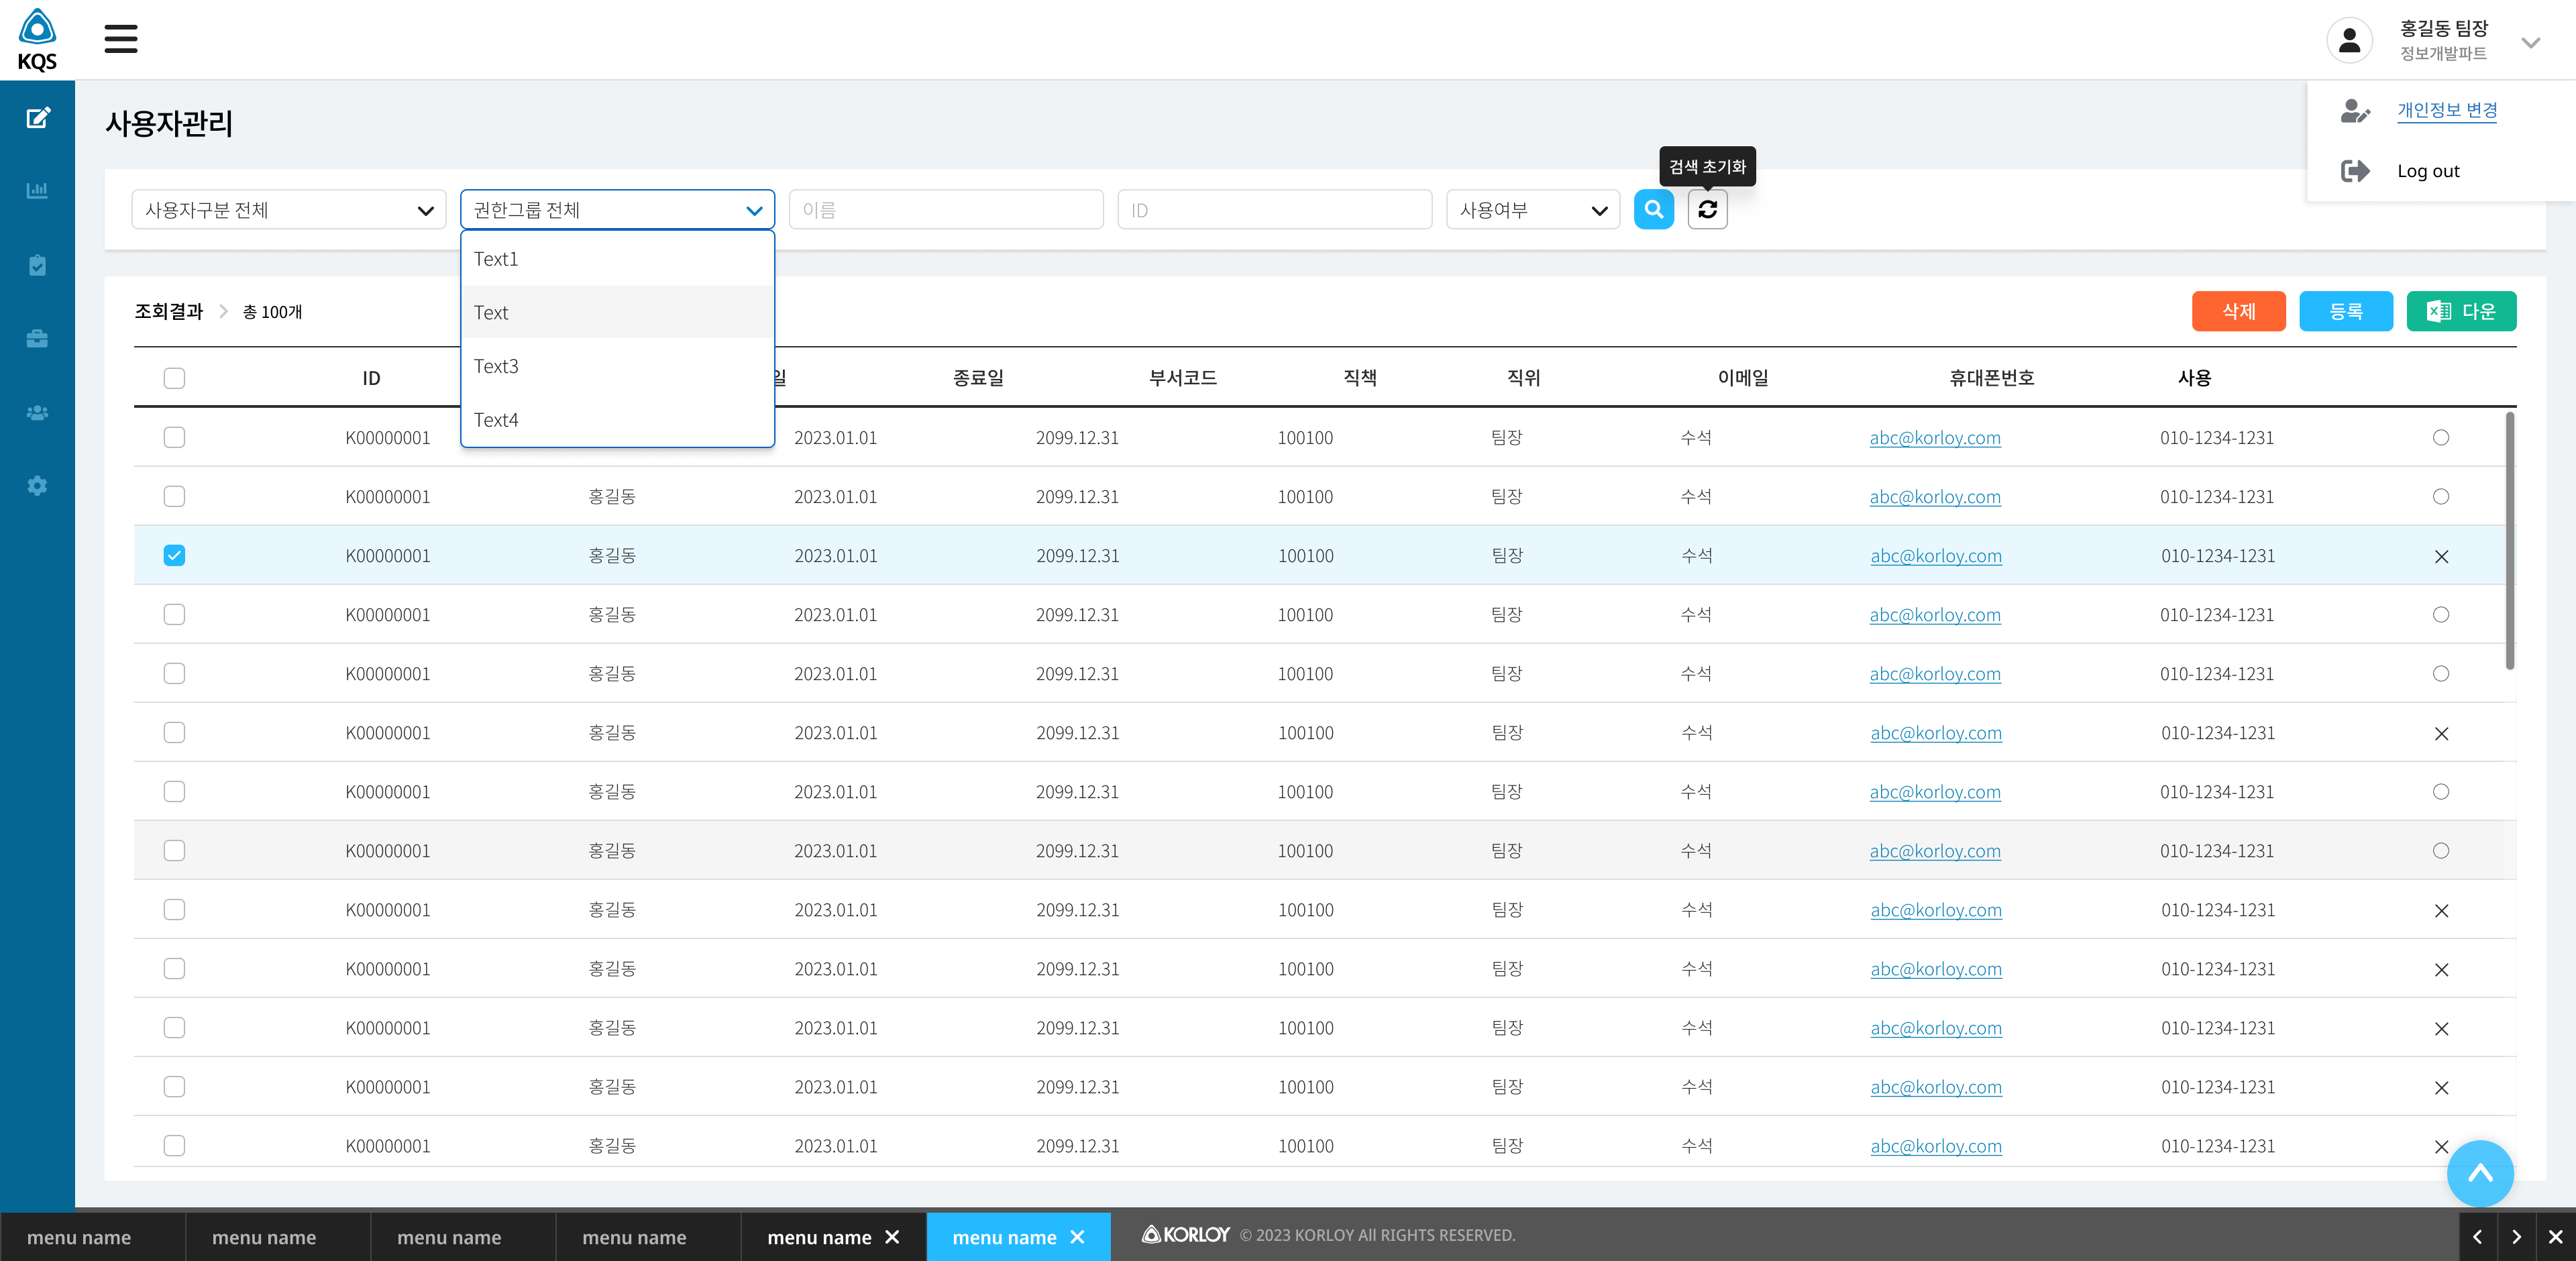 KQS
홍길동 팀장
정보개발파트
개인정보 변경
Log out
사용자관리
검색 초기화
사용자구분 전체 권한그룹 전체 이름 ID 사용여부
Text1
Text
Text3
Text4
조회결과 총 100개 삭제 등록 다운
ID 일 종료일 부서코드 직책 직위 이메일 휴대폰번호 사용
K00000001 2023.01.01 2099.12.31 100100 팀장 수석 abc@korloy.com 010-1234-1231 ○
K00000001 홍길동 2023.01.01 2099.12.31 100100 팀장 수석 abc@korloy.com 010-1234-1231 ○
K00000001 홍길동 2023.01.01 2099.12.31 100100 팀장 수석 abc@korloy.com 010-1234-1231 ×
K00000001 홍길동 2023.01.01 2099.12.31 100100 팀장 수석 abc@korloy.com 010-1234-1231 ○
K00000001 홍길동 2023.01.01 2099.12.31 100100 팀장 수석 abc@korloy.com 010-1234-1231 ○
K00000001 홍길동 2023.01.01 2099.12.31 100100 팀장 수석 abc@korloy.com 010-1234-1231 ×
K00000001 홍길동 2023.01.01 2099.12.31 100100 팀장 수석 abc@korloy.com 010-1234-1231 ○
K00000001 홍길동 2023.01.01 2099.12.31 100100 팀장 수석 abc@korloy.com 010-1234-1231 ○
K00000001 홍길동 2023.01.01 2099.12.31 100100 팀장 수석 abc@korloy.com 010-1234-1231 ×
K00000001 홍길동 2023.01.01 2099.12.31 100100 팀장 수석 abc@korloy.com 010-1234-1231 ×
K00000001 홍길동 2023.01.01 2099.12.31 100100 팀장 수석 abc@korloy.com 010-1234-1231 ×
K00000001 홍길동 2023.01.01 2099.12.31 100100 팀장 수석 abc@korloy.com 010-1234-1231 ×
K00000001 홍길동 2023.01.01 2099.12.31 100100 팀장 수석 abc@korloy.com 010-1234-1231 ×
menu name menu name menu name menu name menu name menu name KORLOY © 2023 KORLOY All RIGHTS RESERVED.